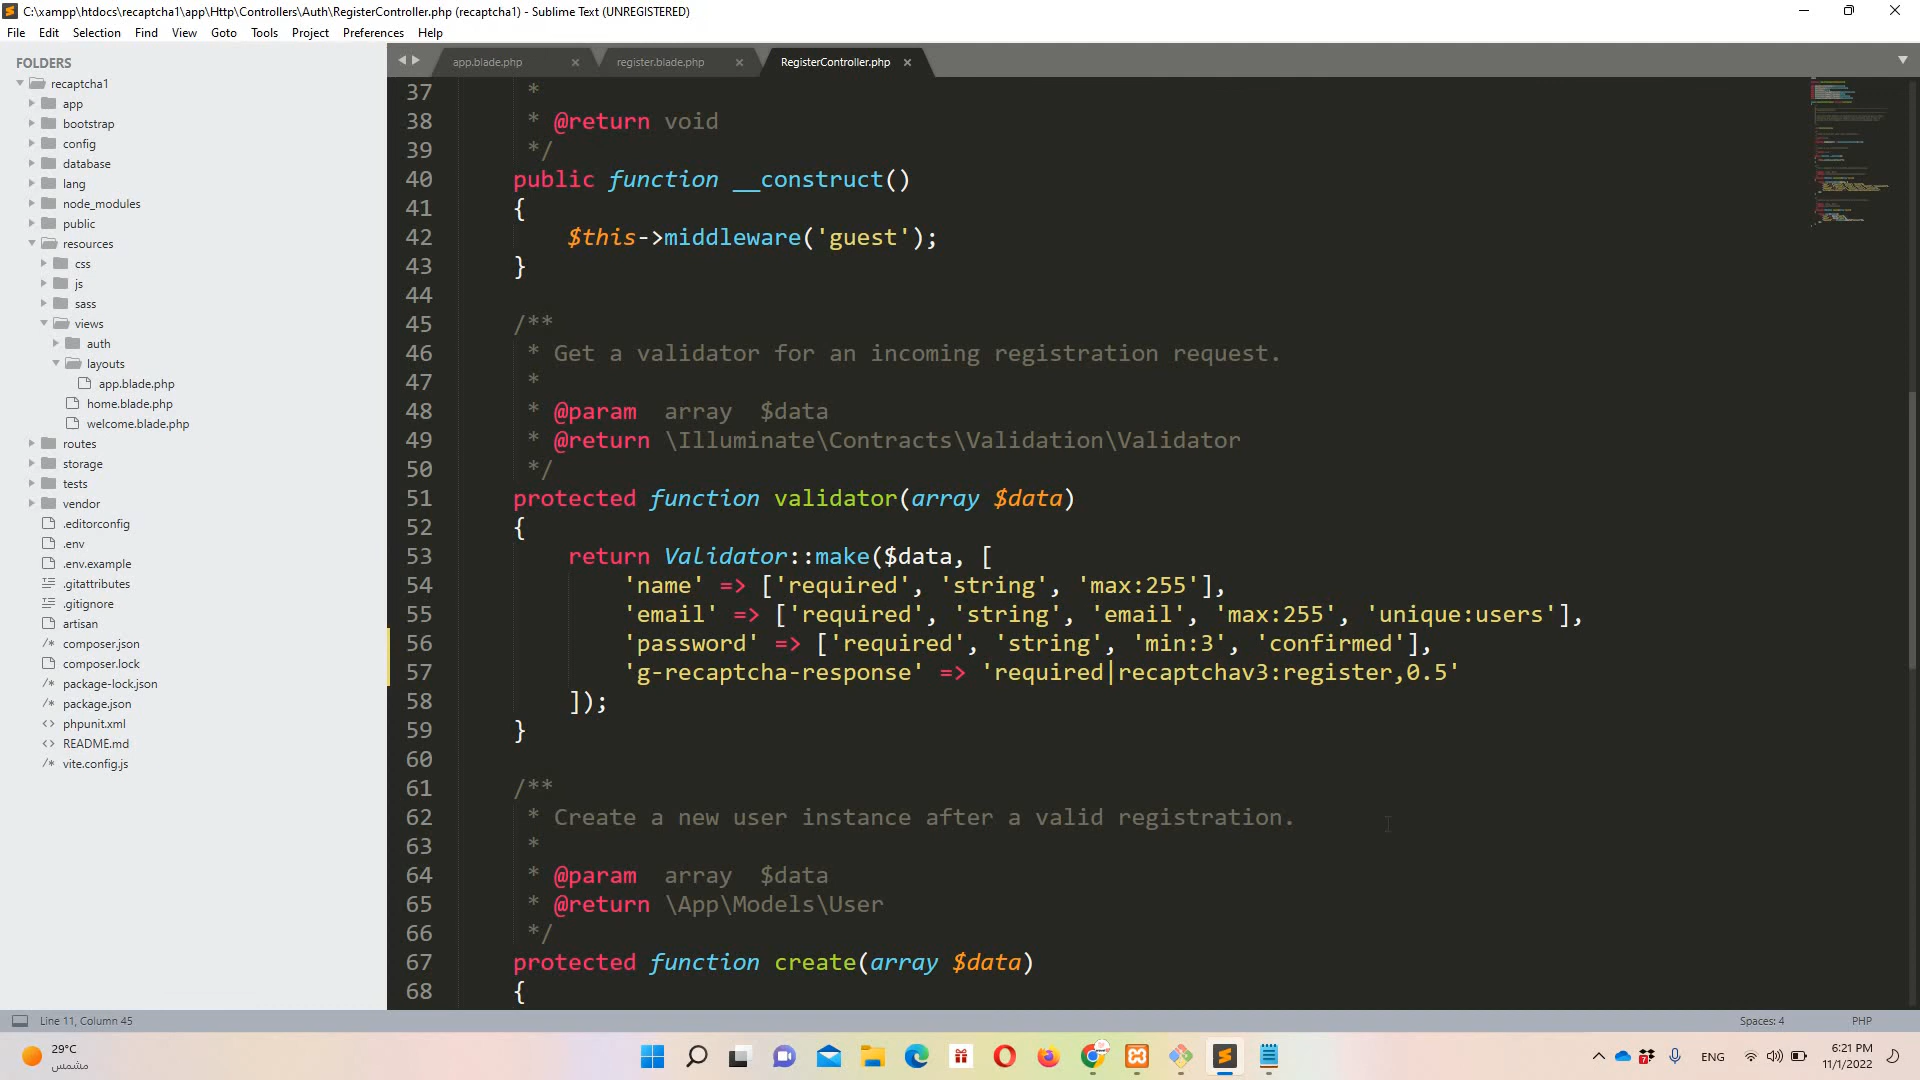 C:\xampp\htdocs\recaptcha1\app\Http\Controllers\Auth\RegisterController.php (recaptcha1) - Sublime Text (UNREGISTERED)
File Edit Selection Find View Goto Tools Project Preferences Help
FOLDERS
recaptcha1
app
bootstrap
config
database
lang
node_modules
public
resources
css
js
sass
views
auth
layouts
app.blade.php
home.blade.php
welcome.blade.php
routes
storage
tests
vendor
.editorconfig
.env
.env.example
.gitattributes
.gitignore
artisan
composer.json
composer.lock
package-lock.json
package.json
phpunit.xml
README.md
vite.config.js
app.blade.php register.blade.php RegisterController.php
37 *
38 * @return void
39 */
40 public function __construct()
41 {
42 $this->middleware('guest');
43 }
44
45 /**
46 * Get a validator for an incoming registration request.
47 *
48 * @param  array  $data
49 * @return \Illuminate\Contracts\Validation\Validator
50 */
51 protected function validator(array $data)
52 {
53 return Validator::make($data, [
54 'name' => ['required', 'string', 'max:255'],
55 'email' => ['required', 'string', 'email', 'max:255', 'unique:users'],
56 'password' => ['required', 'string', 'min:3', 'confirmed'],
57 'g-recaptcha-response' => 'required|recaptchav3:register,0.5'
58 ]);
59 }
60
61 /**
62 * Create a new user instance after a valid registration.
63 *
64 * @param  array  $data
65 * @return \App\Models\User
66 */
67 protected function create(array $data)
68 {
Line 11, Column 45
Spaces: 4 PHP
29°C
مشمس
ENG
6:21 PM
11/1/2022